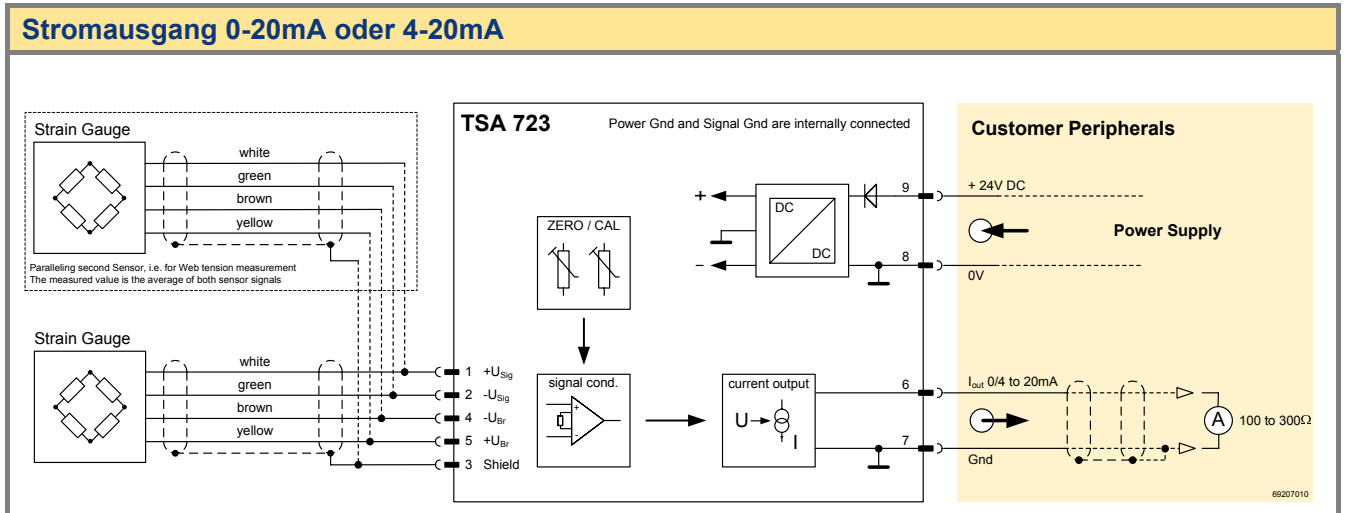 Stromausgang 0-20mA oder 4-20mA
Strain Gauge
white
green
brown
yellow
Paralleling second Sensor, i.e. for Web tension measurement
The measured value is the average of both sensor signals
Strain Gauge
white
green
brown
yellow
1 +USig
2 -USig
4 -UBr
5 +UBr
3 Shield
TSA 723
Power Gnd and Signal Gnd are internally connected
ZERO / CAL
signal cond.
+
-
+
−
DC
DC
9
8
current output
U
I
6
7
Customer Peripherals
+ 24V DC
Power Supply
0V
Iout 0/4 to 20mA
Gnd
A
100 to 300Ω
69207010